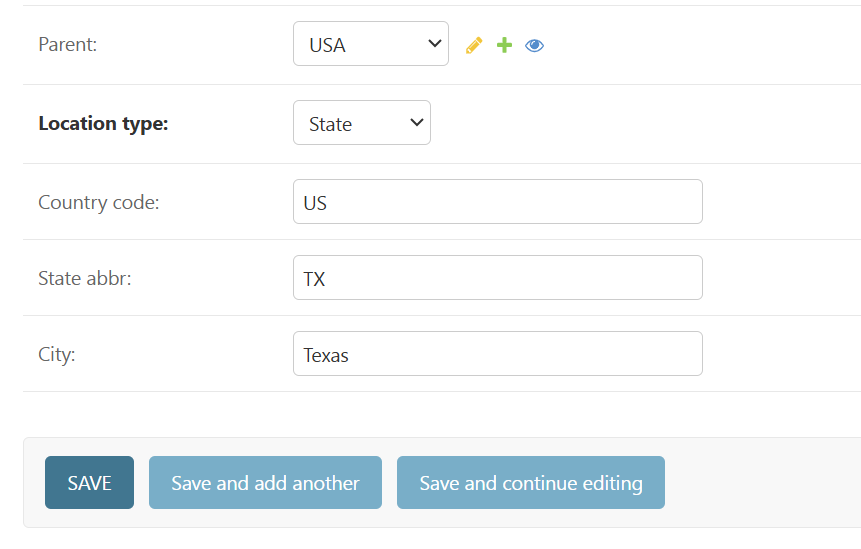 Parent: USA
Location type: State
Country code: US
State abbr: TX
City: Texas
SAVE Save and add another Save and continue editing